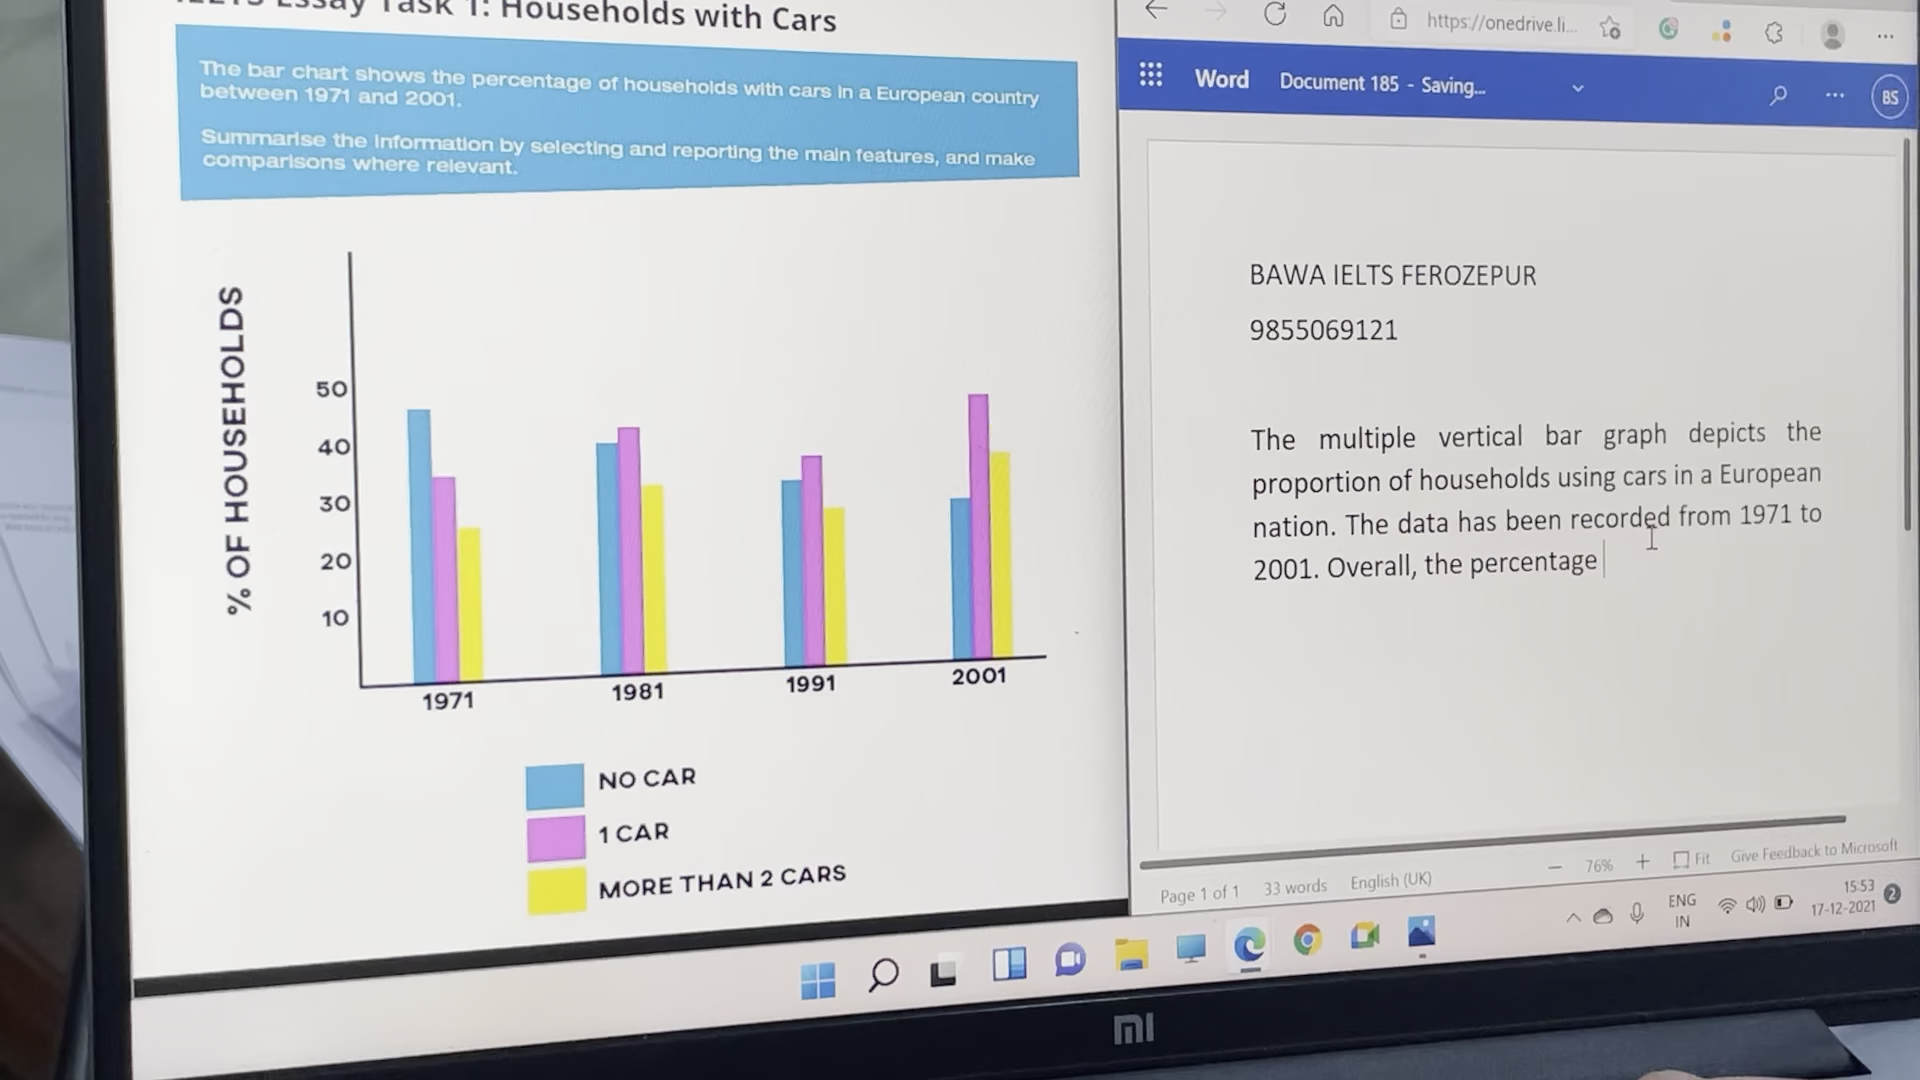 Essay Task 1: Households with Cars
The bar chart shows the percentage of households with cars in a European country
between 1971 and 2001.
Summarise the information by selecting and reporting the main features, and make
comparisons where relevant.
% OF HOUSEHOLDS
50
40
30
20
10
1971
1981
1991
2001
NO CAR
1 CAR
MORE THAN 2 CARS
https://onedrive.li...
Word Document 185 - Saving...
BS
BAWA IELTS FEROZEPUR
9855069121
The multiple vertical bar graph depicts the
proportion of households using cars in a European
nation. The data has been recorded from 1971 to
2001. Overall, the percentage
76% Fit Give Feedback to Microsoft
Page 1 of 1 33 words English (UK)
ENG
IN
15:53
17-12-2021
2
mi